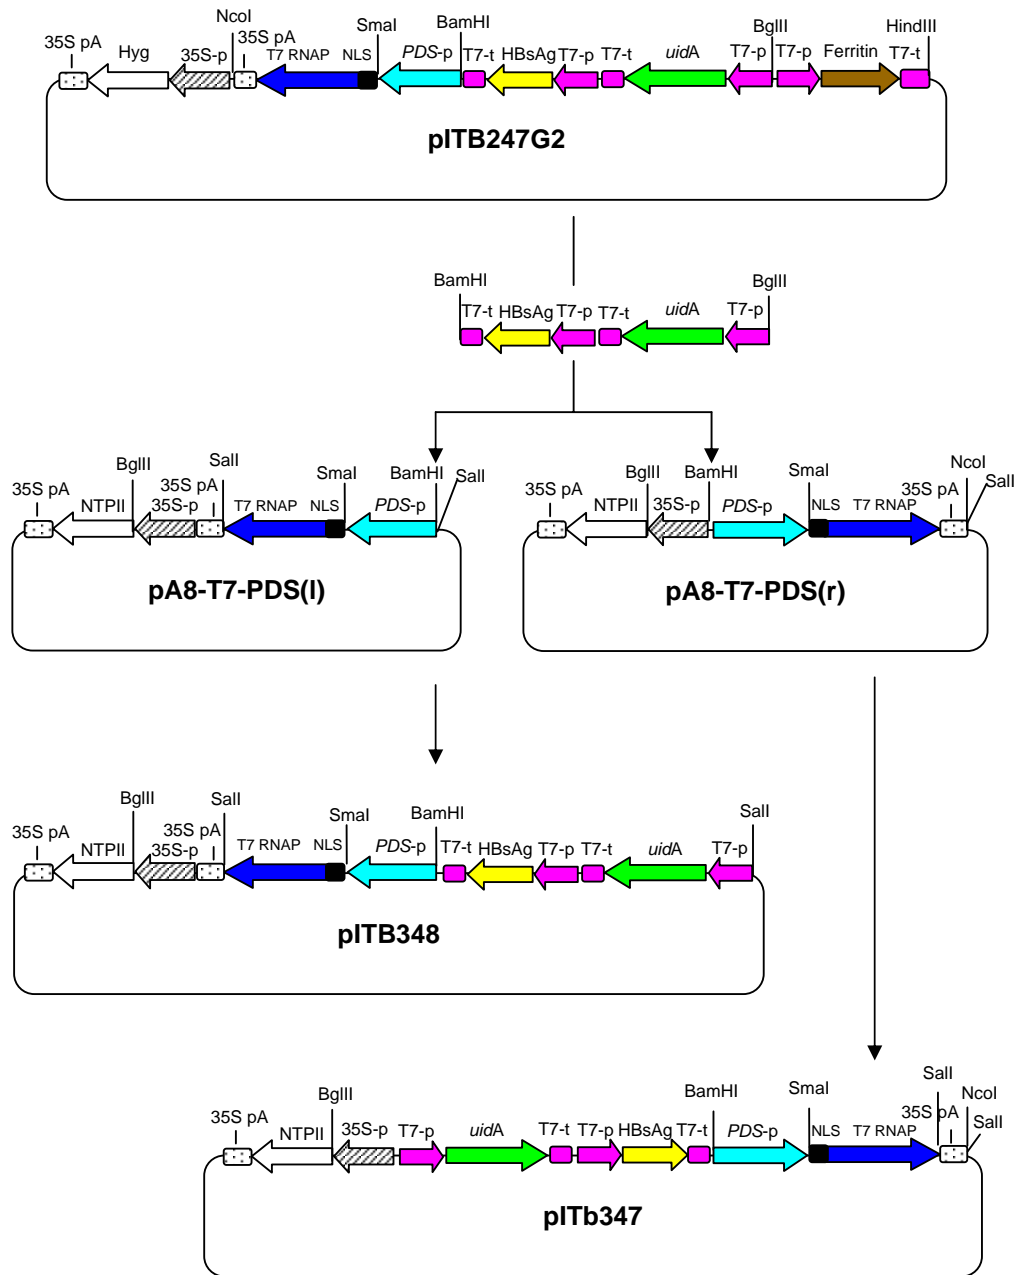 NcoI
SmaI
BamHI
BglII
HindIII
35S pA
Hyg
35S-p
35S pA
T7 RNAP
NLS
PDS-p
T7-t
HBsAg
T7-p
T7-t
uidA
T7-p
T7-p
Ferritin
T7-t
pITB247G2
BamHI
BglII
T7-t
HBsAg
T7-p
T7-t
uidA
T7-p
BglII
SalI
SmaI
BamHI
SalI
35S pA
NTPII
35S-p
35S pA
T7 RNAP
NLS
PDS-p
pA8-T7-PDS(l)
BglII
BamHI
SmaI
NcoI
SalI
35S pA
NTPII
35S-p
PDS-p
NLS
T7 RNAP
35S pA
pA8-T7-PDS(r)
BglII
SalI
SmaI
BamHI
SalI
35S pA
NTPII
35S-p
35S pA
T7 RNAP
NLS
PDS-p
T7-t
HBsAg
T7-p
T7-t
uidA
T7-p
pITB348
BglII
BamHI
SmaI
SalI
NcoI
SalI
35S pA
NTPII
35S-p
T7-p
uidA
T7-t
T7-p
HBsAg
T7-t
PDS-p
NLS
T7 RNAP
35S pA
pITb347